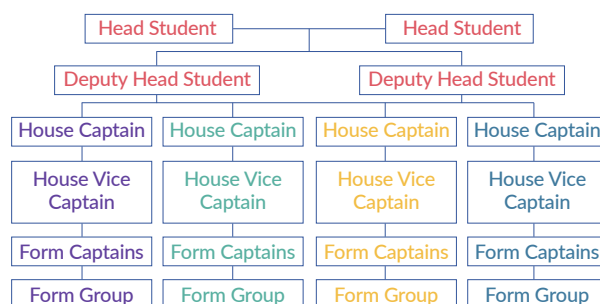 Head Student Head Student
Deputy Head Student Deputy Head Student
House Captain House Captain House Captain House Captain
House Vice House Vice House Vice House Vice
Captain Captain Captain Captain
Form Captains Form Captains Form Captains Form Captains
Form Group Form Group Form Group Form Group